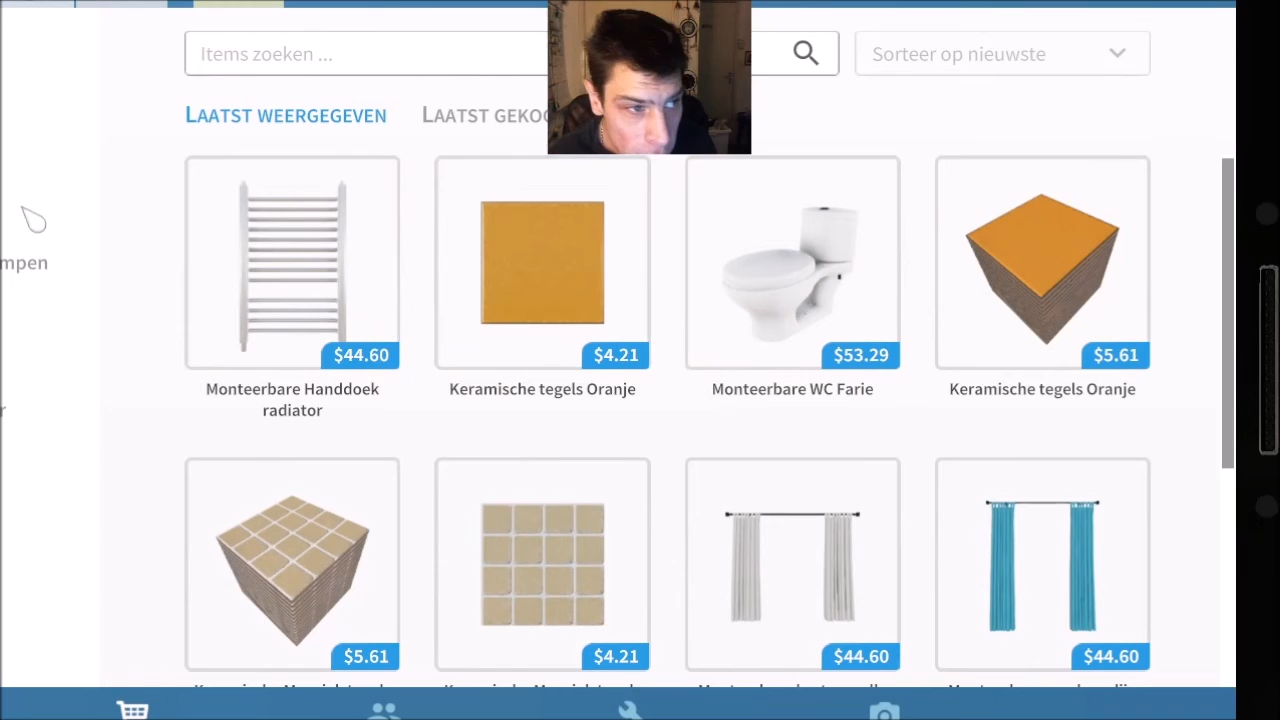 Items zoeken ...
Sorteer op nieuwste
LAATST WEERGEGEVEN
LAATST
mpen
$44.60
$4.21
$53.29
$5.61
Monteerbare Handdoek
radiator
Keramische tegels Oranje
Monteerbare WC Farie
Keramische tegels Oranje
r
$5.61
$4.21
$44.60
$44.60